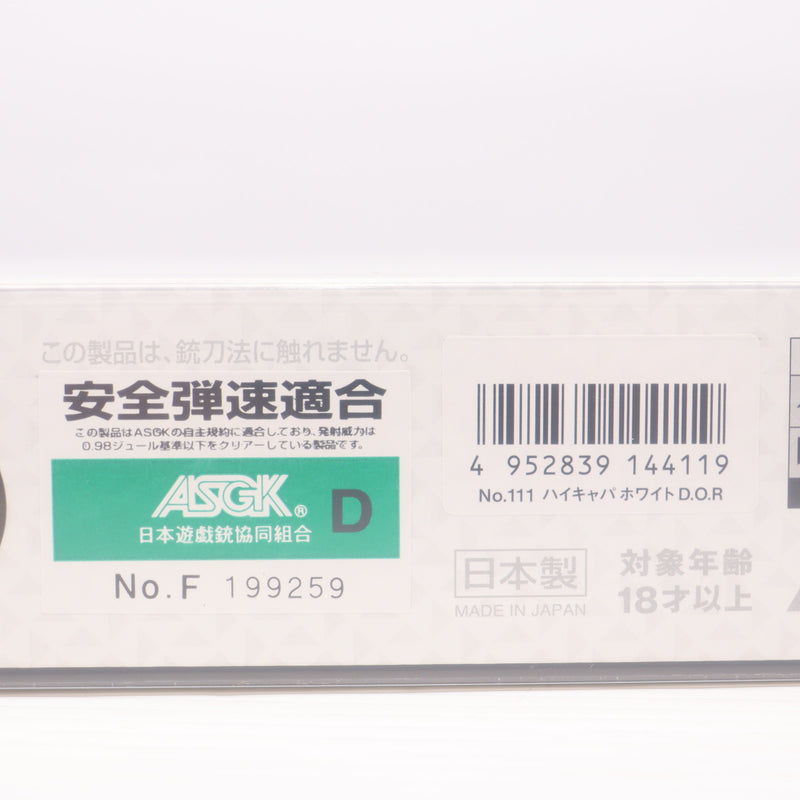 この製品は、銃刀法に触れません。
安全弾速適合
この製品はASGKの自主規約に適合しており、発射威力は
0.98ジュール基準以下をクリアーしている製品です。
ASGK® D
日本遊戯銃協同組合
No.F 199259
4 952839 144119
No.111 ハイキャパ ホワイト D.O.R
日本製
MADE IN JAPAN
対象年齢
18才以上